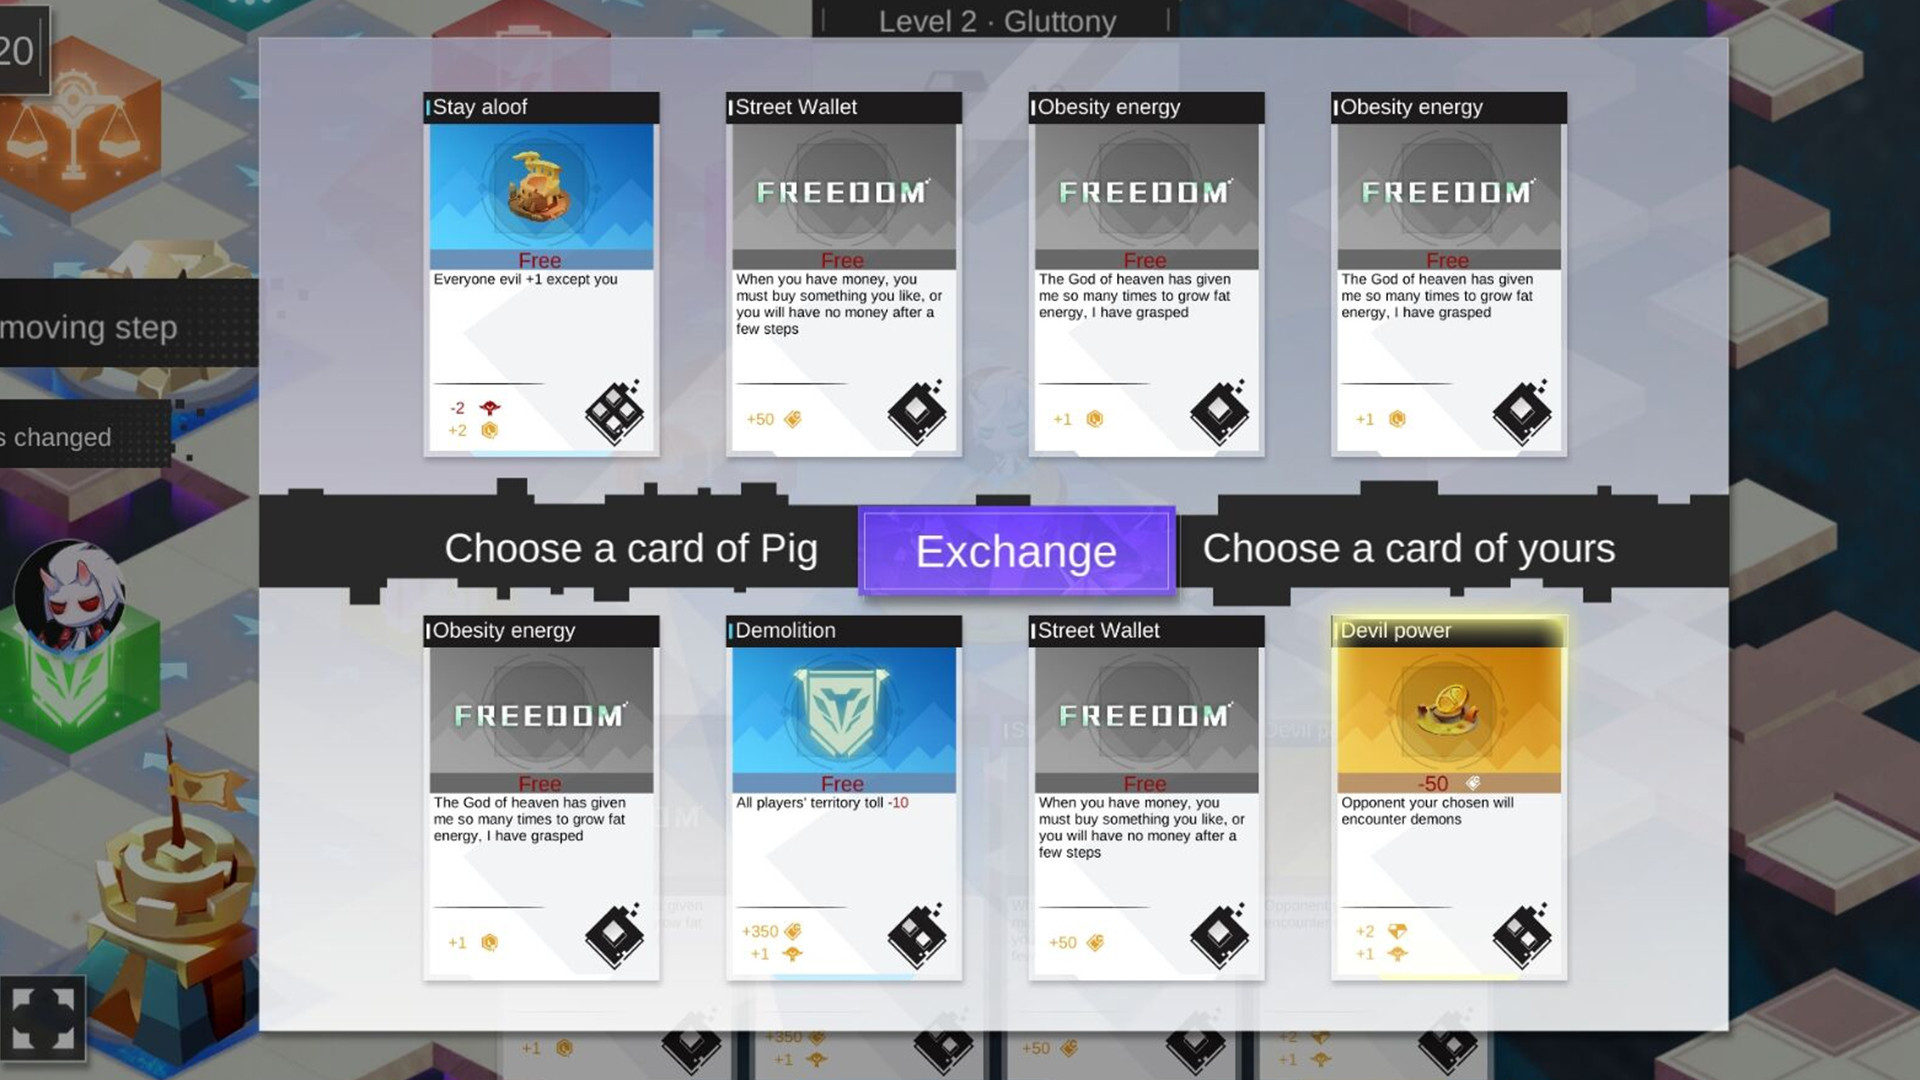 20
Level 2 · Gluttony
Stay aloof
Free
Everyone evil +1 except you
-2
+2
Street Wallet
FREEDOM
Free
When you have money, you
must buy something you like, or
you will have no money after a
few steps
+50
Obesity energy
FREEDOM
Free
The God of heaven has given
me so many times to grow fat
energy, I have grasped
+1
Obesity energy
FREEDOM
Free
The God of heaven has given
me so many times to grow fat
energy, I have grasped
+1
moving step
s changed
Choose a card of Pig
Exchange
Choose a card of yours
Obesity energy
FREEDOM
Free
The God of heaven has given
me so many times to grow fat
energy, I have grasped
+1
Demolition
Free
All players' territory toll -10
+350
+1
Street Wallet
FREEDOM
Free
When you have money, you
must buy something you like, or
you will have no money after a
few steps
+50
Devil power
-50
Opponent your chosen will
encounter demons
+2
+1
+1
+350
+1
+50
+2
+1